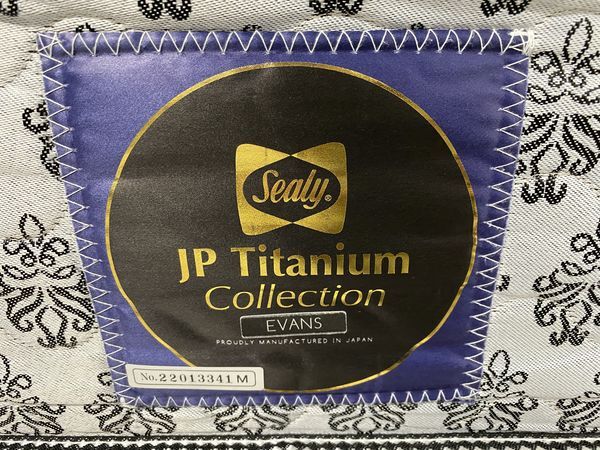 Sealy®
JP Titanium
Collection
EVANS
PROUDLY MANUFACTURED IN JAPAN
No.22013341M